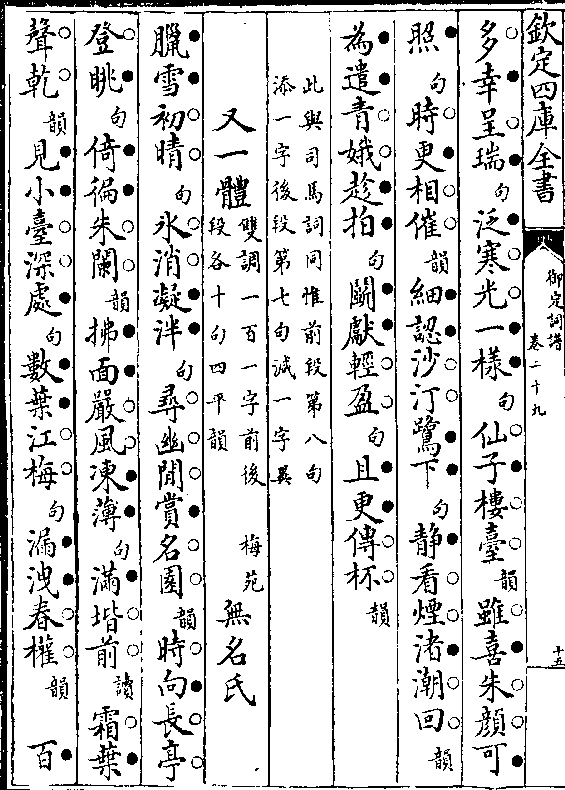 欽定四庫全書
御定詞譜
卷二十九
十五
多幸呈瑞句泛寒光一樣句仙子樓臺韻雖喜朱顏可
照句時更相催韻細認沙汀鷺下句静看煙渚潮回韻
為遣青娥趁拍句鬭獻輕盈句且更傳杯韻
此與司馬詞同惟前段第八句
添一字後段第七句減一字異
又一體
雙調一百一字前後
段各十句四平韻
梅苑
無名氏
臘雪初晴句氷消凝泮句尋幽閒賞名園韻時向長亭
登眺句倚徧朱闌韻拂面嚴風凍薄句滿堦前讀霜葉
聲乾韻見小臺深處句數葉江梅句漏洩春權韻百